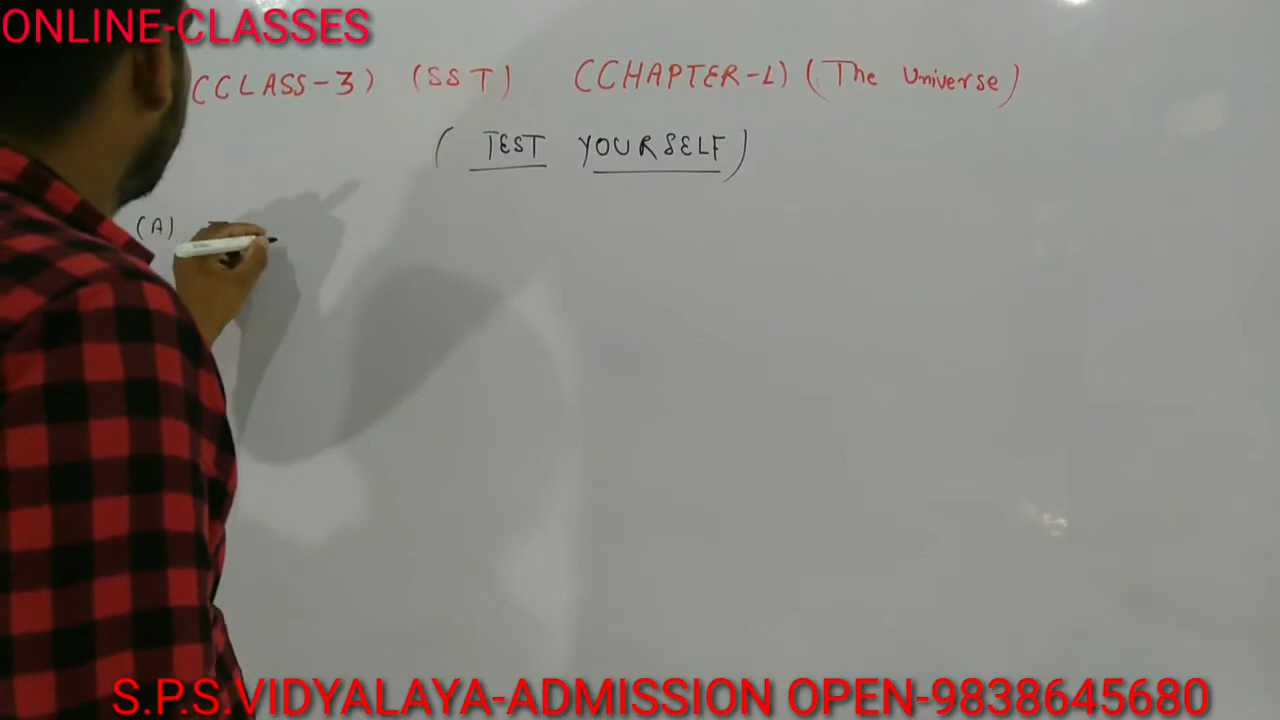 ONLINE-CLASSES
(CLASS-3) (SST) (CHAPTER-1) (The Universe)
(TEST YOURSELF)
(A)
S.P.S.VIDYALAYA-ADMISSION OPEN-9838645680